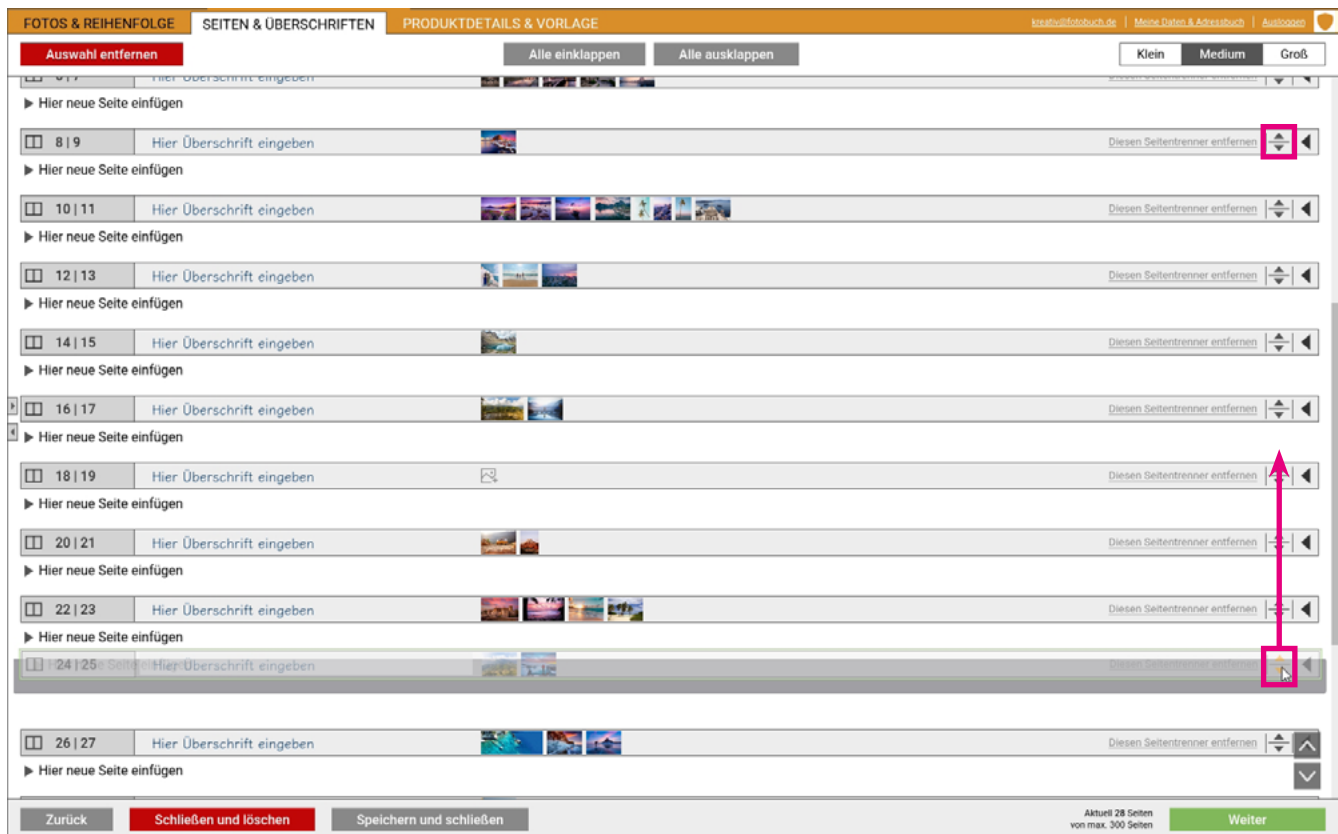 FOTOS & REIHENFOLGE SEITEN & ÜBERSCHRIFTEN PRODUKTDETAILS & VORLAGE kreativ@fotobuch.de | Meine Daten & Adressbuch | Ausloggen
Auswahl entfernen Alle einklappen Alle ausklappen Klein Medium Groß
Hier neue Seite einfügen
8 | 9 Hier Überschrift eingeben Diesen Seitentrenner entfernen
Hier neue Seite einfügen
10 | 11 Hier Überschrift eingeben Diesen Seitentrenner entfernen
Hier neue Seite einfügen
12 | 13 Hier Überschrift eingeben Diesen Seitentrenner entfernen
Hier neue Seite einfügen
14 | 15 Hier Überschrift eingeben Diesen Seitentrenner entfernen
Hier neue Seite einfügen
16 | 17 Hier Überschrift eingeben Diesen Seitentrenner entfernen
Hier neue Seite einfügen
18 | 19 Hier Überschrift eingeben Diesen Seitentrenner entfernen
Hier neue Seite einfügen
20 | 21 Hier Überschrift eingeben Diesen Seitentrenner entfernen
Hier neue Seite einfügen
22 | 23 Hier Überschrift eingeben Diesen Seitentrenner entfernen
Hier neue Seite einfügen
24 | 25 Hier Überschrift eingeben Diesen Seitentrenner entfernen
26 | 27 Hier Überschrift eingeben Diesen Seitentrenner entfernen
Hier neue Seite einfügen
Zurück Schließen und löschen Speichern und schließen Aktuell 28 Seiten
von max. 300 Seiten Weiter